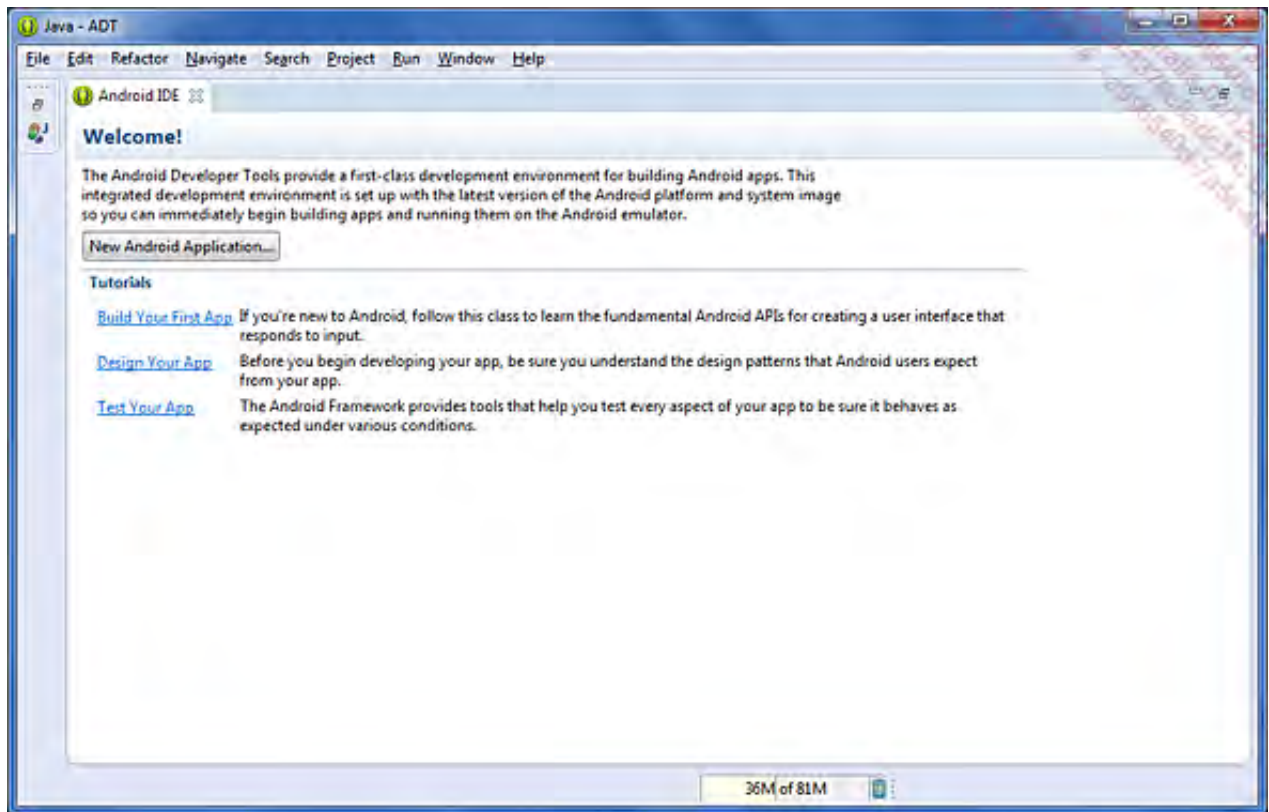 Java - ADT
File Edit Refactor Navigate Search Project Run Window Help
Android IDE
Welcome!
The Android Developer Tools provide a first-class development environment for building Android apps. This
integrated development environment is set up with the latest version of the Android platform and system image
so you can immediately begin building apps and running them on the Android emulator.
New Android Application...
Tutorials
Build Your First App If you're new to Android, follow this class to learn the fundamental Android APIs for creating a user interface that
responds to input.
Design Your App Before you begin developing your app, be sure you understand the design patterns that Android users expect
from your app.
Test Your App The Android Framework provides tools that help you test every aspect of your app to be sure it behaves as
expected under various conditions.
36M of 81M